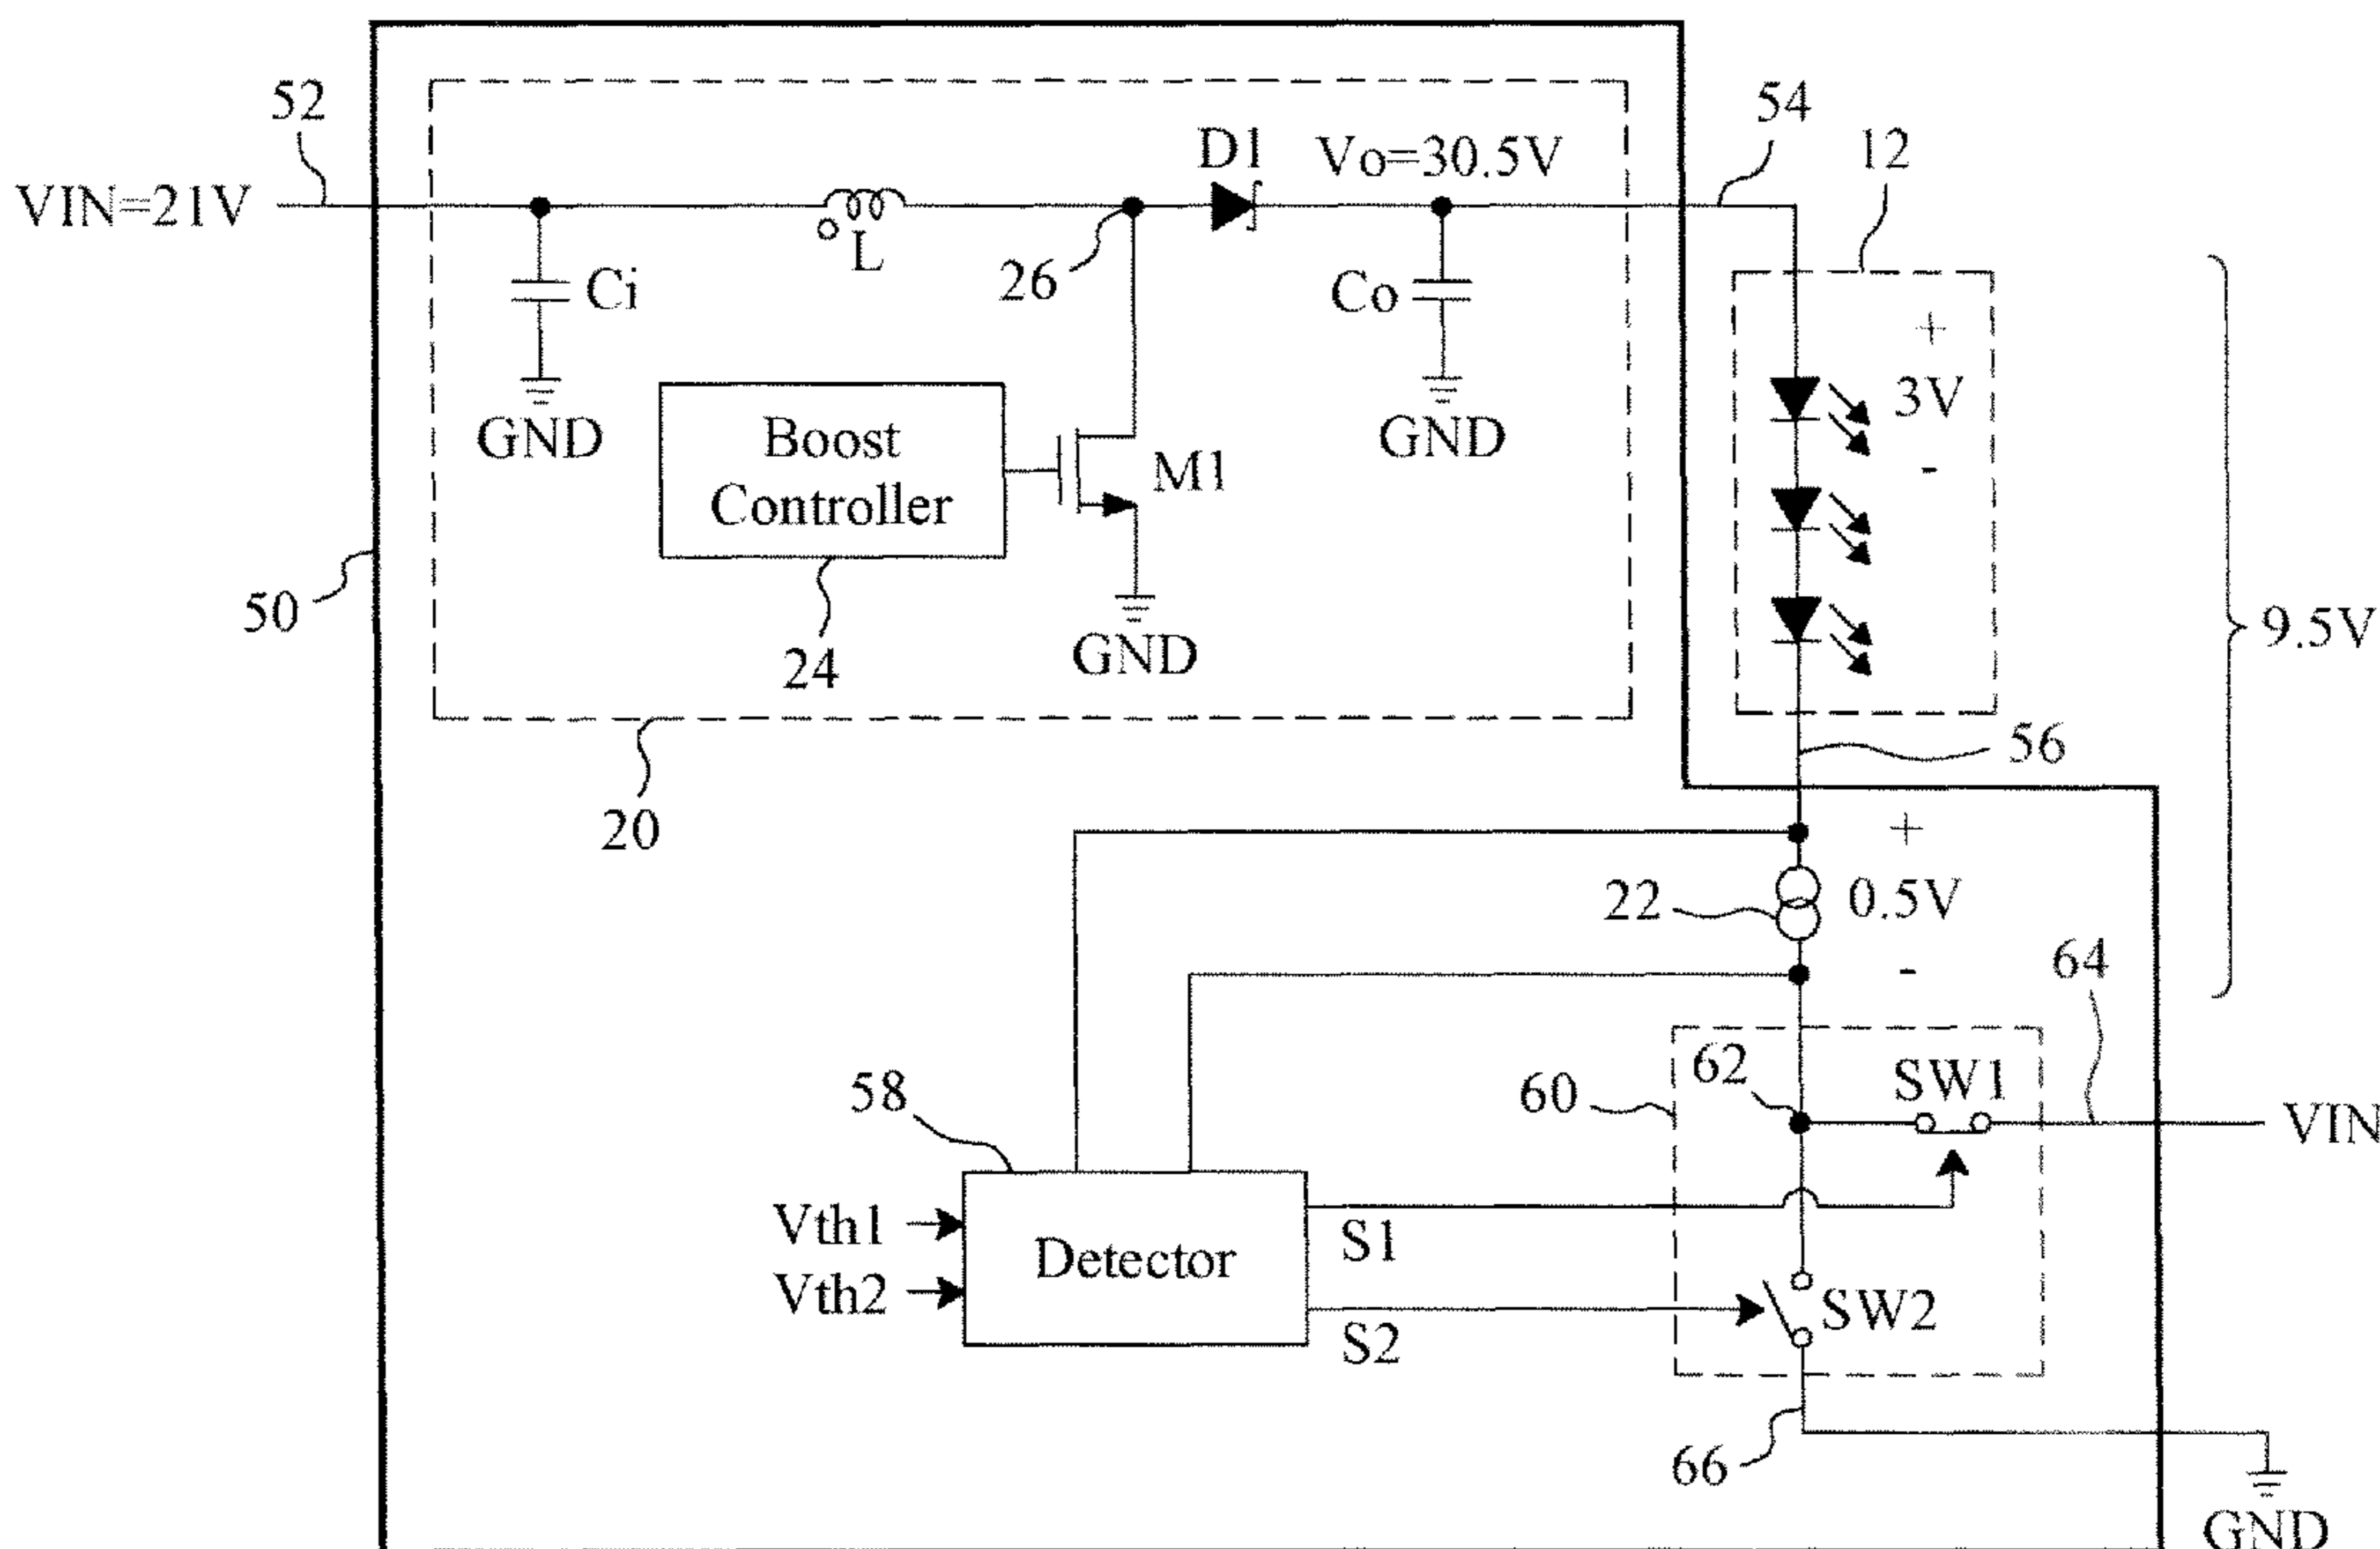 52
VIN=21V
D1
Vo=30.5V
54
12
L
26
Ci
Co
GND
GND
+
3V
-
Boost
Controller
M1
24
GND
50
20
9.5V
56
+
22
0.5V
-
64
58
60
62
SW1
VIN
Vth1
Vth2
Detector
S1
S2
SW2
66
GND